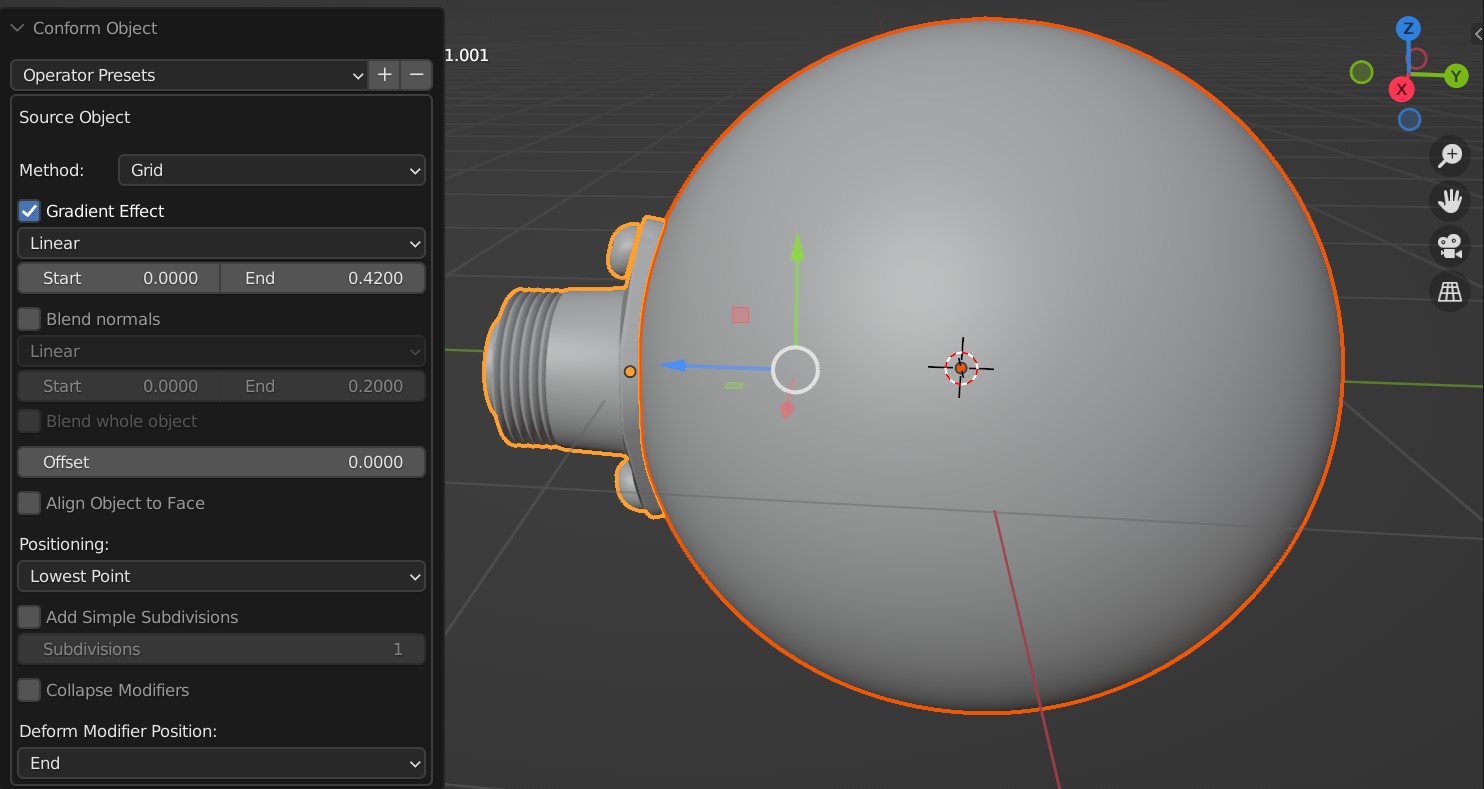 Conform Object
1.001
Operator Presets
Source Object
Method: Grid
Gradient Effect
Linear
Start 0.0000 End 0.4200
Blend normals
Linear
Start 0.0000 End 0.2000
Blend whole object
Offset 0.0000
Align Object to Face
Positioning:
Lowest Point
Add Simple Subdivisions
Subdivisions 1
Collapse Modifiers
Deform Modifier Position:
End
Z
Y
X